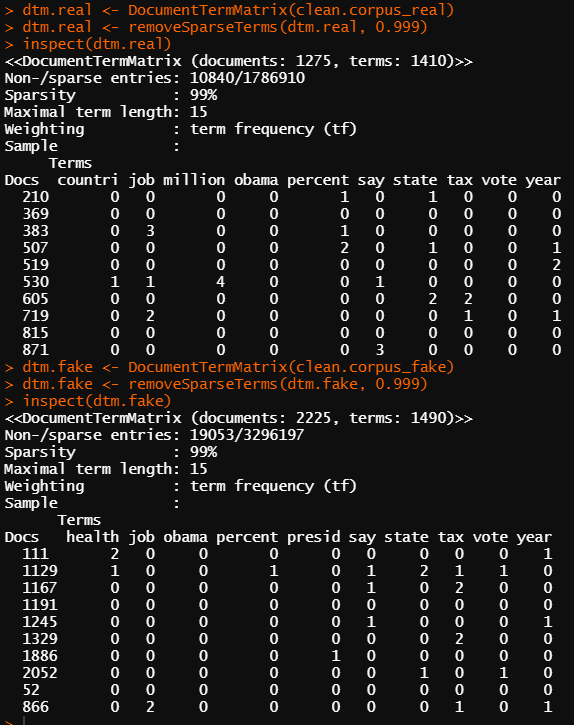 > dtm.real <- DocumentTermMatrix(clean.corpus_real)
> dtm.real <- removeSparseTerms(dtm.real, 0.999)
> inspect(dtm.real)
<<DocumentTermMatrix (documents: 1275, terms: 1410)>>
Non-/sparse entries: 10840/1786910
Sparsity           : 99%
Maximal term length: 15
Weighting          : term frequency (tf)
Sample             :
     Terms
Docs  countri job million obama percent say state tax vote year
  210       0   0       0     0       1   0     1   0    0    0
  369       0   0       0     0       0   0     0   0    0    0
  383       0   3       0     0       1   0     0   0    0    0
  507       0   0       0     0       2   0     1   0    0    1
  519       0   0       0     0       0   0     0   0    0    2
  530       1   1       4     0       0   1     0   0    0    0
  605       0   0       0     0       0   0     2   2    0    0
  719       0   2       0     0       0   0     0   1    0    1
  815       0   0       0     0       0   0     0   0    0    0
  871       0   0       0     0       0   3     0   0    0    0
> dtm.fake <- DocumentTermMatrix(clean.corpus_fake)
> dtm.fake <- removeSparseTerms(dtm.fake, 0.999)
> inspect(dtm.fake)
<<DocumentTermMatrix (documents: 2225, terms: 1490)>>
Non-/sparse entries: 19053/3296197
Sparsity           : 99%
Maximal term length: 15
Weighting          : term frequency (tf)
Sample             :
      Terms
Docs   health job obama percent presid say state tax vote year
  111       2   0     0       0      0   0     0   0    0    1
  1129      1   0     0       1      0   1     2   1    1    0
  1167      0   0     0       0      0   1     0   2    0    0
  1191      0   0     0       0      0   0     0   0    0    0
  1245      0   0     0       0      0   1     0   0    0    1
  1329      0   0     0       0      0   0     0   2    0    0
  1886      0   0     0       0      1   0     0   0    0    0
  2052      0   0     0       0      0   0     1   0    1    0
  52        0   0     0       0      0   0     0   0    0    0
  866       0   2     0       0      0   0     0   1    0    1
>